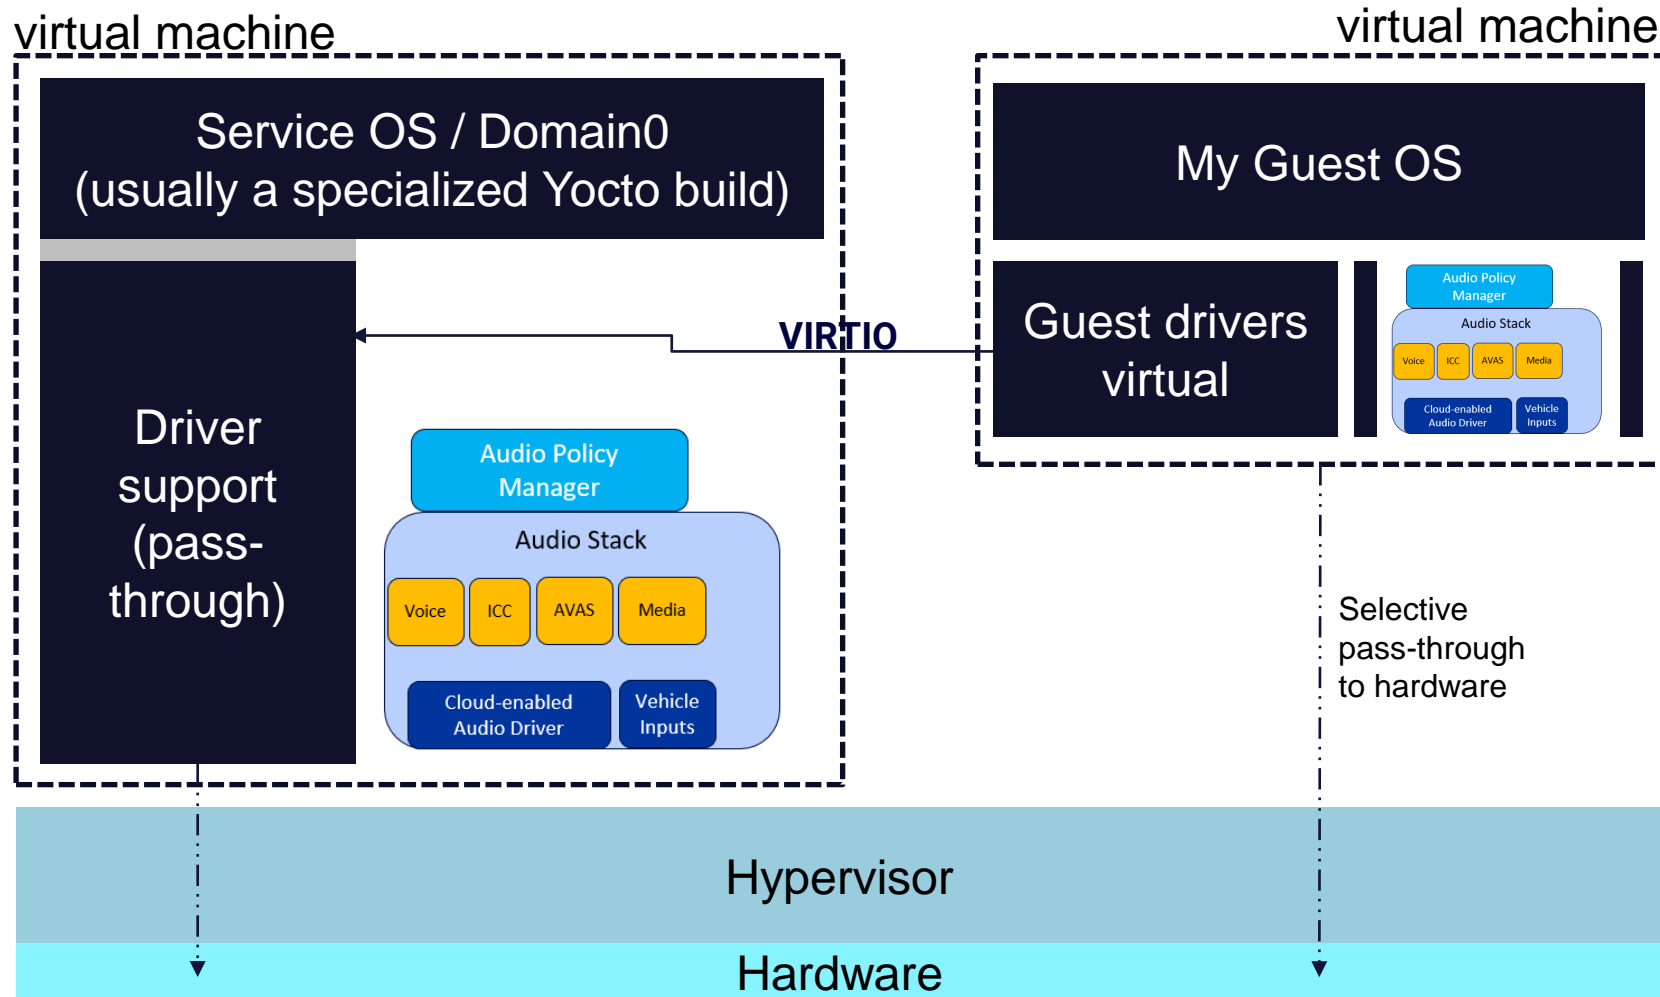 virtual machine
Service OS / Domain0
(usually a specialized Yocto build)
Driver
support
(pass-
through)
Audio Policy
Manager
Audio Stack
Voice
ICC
AVAS
Media
Cloud-enabled
Audio Driver
Vehicle
Inputs
VIRTIO
virtual machine
My Guest OS
Guest drivers
virtual
Audio Policy
Manager
Audio Stack
Voice
ICC
AVAS
Media
Cloud-enabled
Audio Driver
Vehicle
Inputs
Selective
pass-through
to hardware
Hypervisor
Hardware